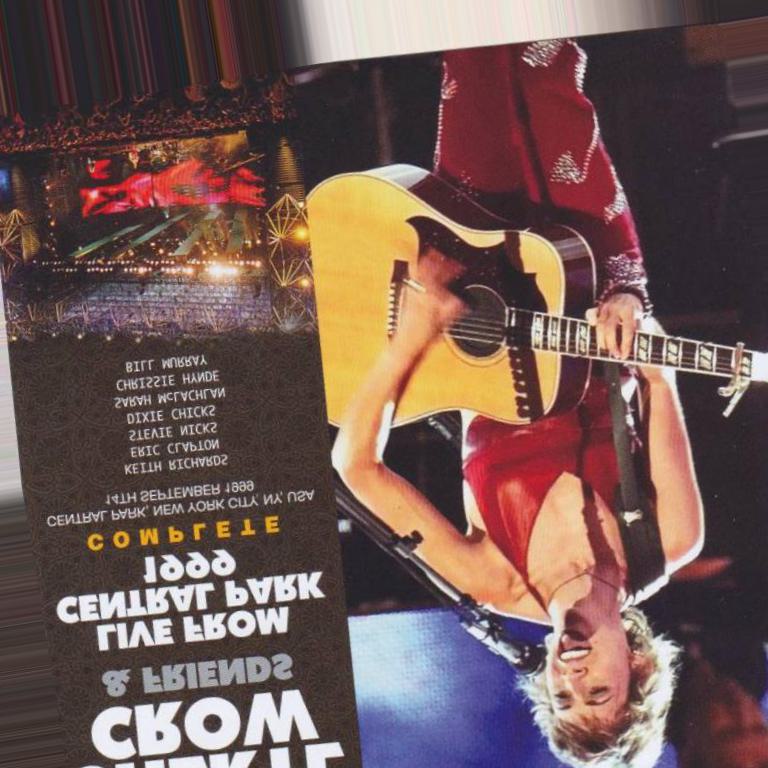 CROW
& FRIENDS
LIVE FROM
CENTRAL PARK
1999
COMPLETE
CENTRAL PARK, NEW YORK CITY, NY, USA
14TH SEPTEMBER 1999
KEITH RICHARDS
ERIC CLAPTON
STEVIE NICKS
DIXIE CHICKS
SARAH McLACHLAN
CHRISSIE HYNDE
BILL MURRAY